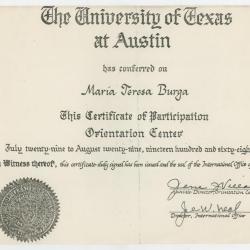 The University of Texas
at Austin
has conferred on
Maria Teresa Burga
This Certificate of Participation
Orientation Center
July twenty-nine to August twenty-nine, nineteen hundred and sixty-eigh
n Witness thereof, this certificate duly signed has been issued and the seal of the International Office
Director, International Office